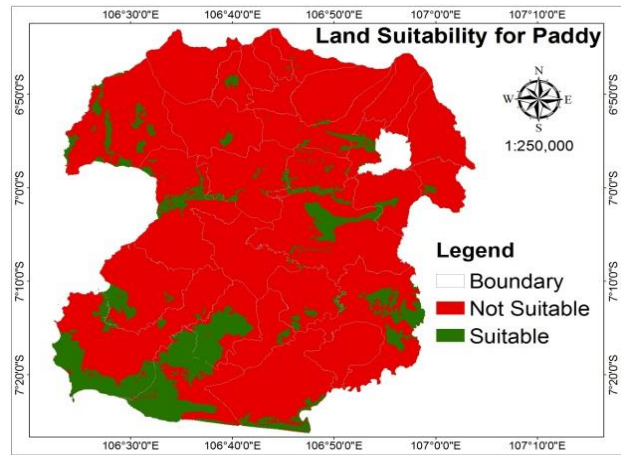 106°30'0"E 106°40'0"E 106°50'0"E 107°0'0"E 107°10'0"E
Land Suitability for Paddy
N
W E
S
1:250,000
6°50'0"S 6°50'0"S
7°0'0"S 7°0'0"S
7°10'0"S 7°10'0"S
7°20'0"S 7°20'0"S
Legend
Boundary
Not Suitable
Suitable
106°30'0"E 106°40'0"E 106°50'0"E 107°0'0"E 107°10'0"E